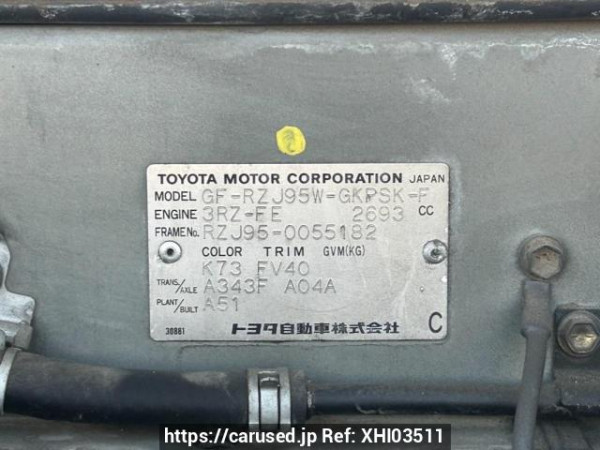 TOYOTA MOTOR CORPORATION JAPAN
MODEL GF-RZJ95W-GKPSK-F
ENGINE 3RZ-FE 2693 CC
FRAME No. RZJ95-0055182
COLOR TRIM GVM(KG)
K73 FV40
TRANS./AXLE A343F A04A
PLANT/BUILT A51
30881 トヨタ自動車株式会社 C
https://carused.jp Ref: XHI03511